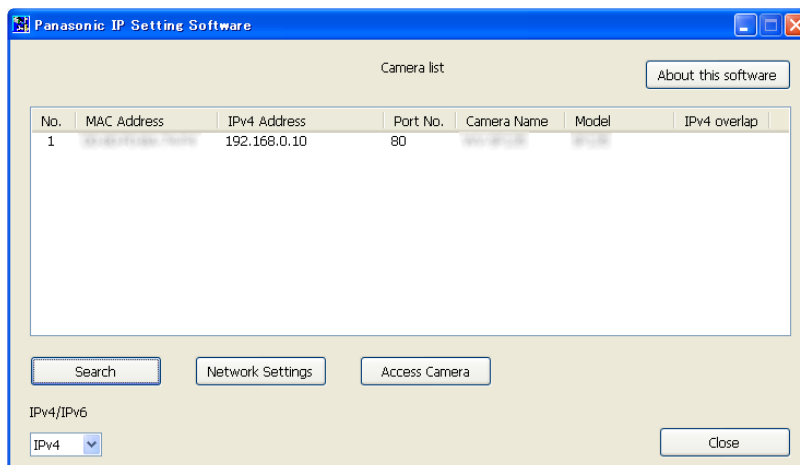 Panasonic IP Setting Software
Camera list
About this software
No. MAC Address IPv4 Address Port No. Camera Name Model IPv4 overlap
1 192.168.0.10 80
Search Network Settings Access Camera
IPv4/IPv6
IPv4 Close